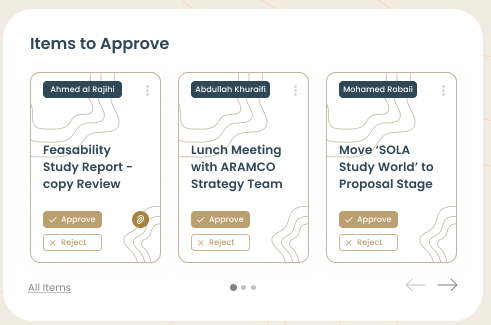 Items to Approve
Ahmed al Rajihi
Feasability
Study Report -
copy Review
Approve
Reject
Abdullah Khuraifi
Lunch Meeting
with ARAMCO
Strategy Team
Approve
Reject
Mohamed Robaii
Move ‘SOLA
Study World’ to
Proposal Stage
Approve
Reject
All Items